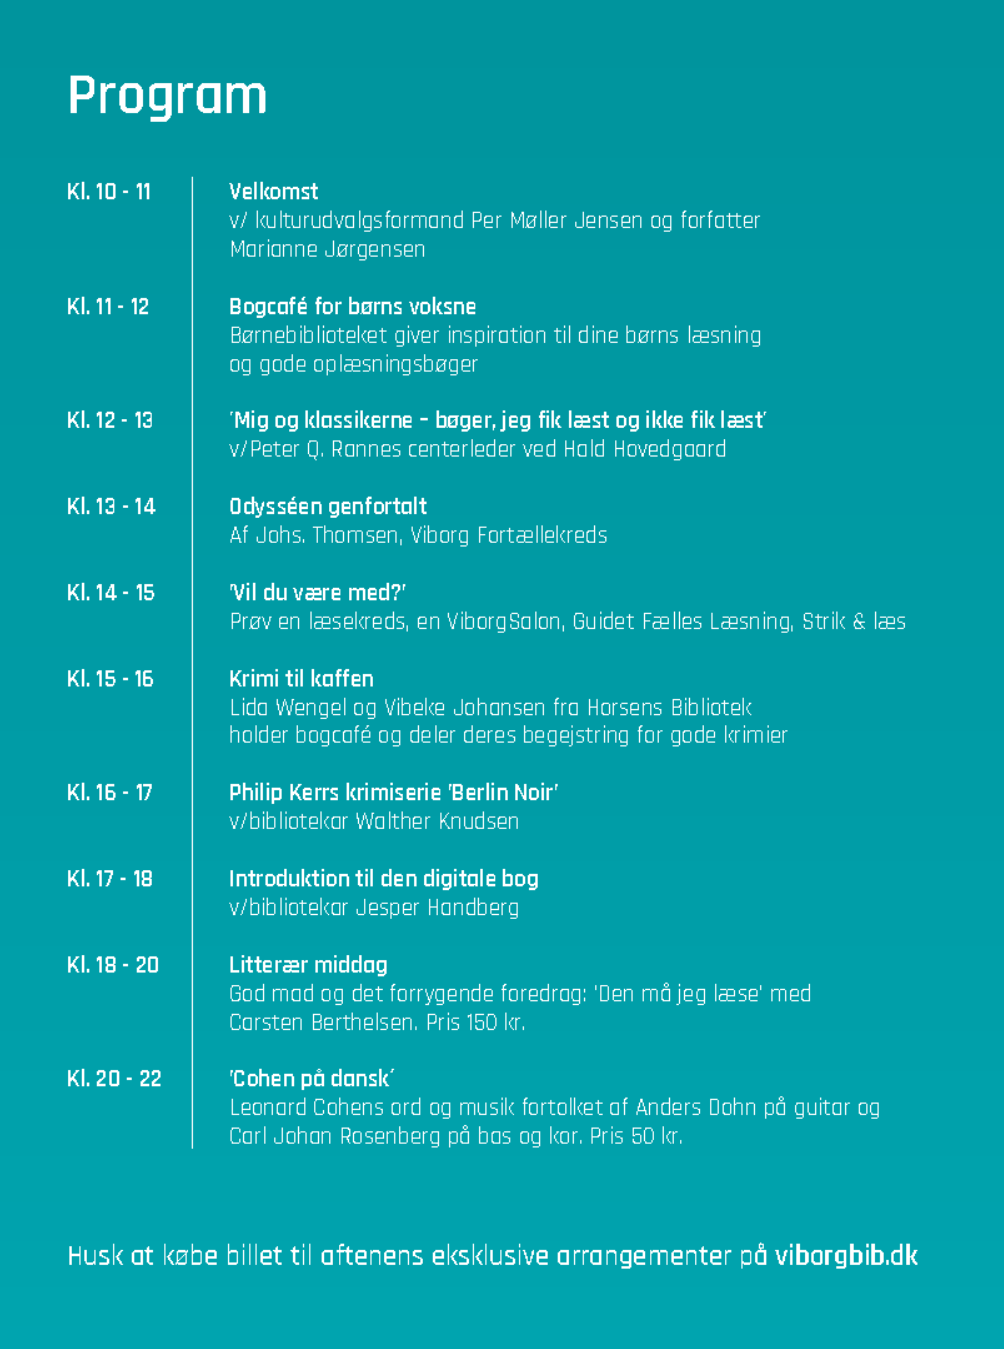 Program
Kl. 10 - 11
Velkomst
v/ kulturudvalgsformand Per Møller Jensen og forfatter
Marianne Jørgensen
Kl. 11 - 12
Bogcafé for børns voksne
Børnebiblioteket giver inspiration til dine børns læsning
og gode oplæsningsbøger
Kl. 12 - 13
'Mig og klassikerne – bøger, jeg fik læst og ikke fik læst'
v/Peter Q. Rannes centerleder ved Hald Hovedgaard
Kl. 13 - 14
Odysséen genfortalt
Af Johs. Thomsen, Viborg Fortællekreds
Kl. 14 - 15
'Vil du være med?'
Prøv en læsekreds, en ViborgSalon, Guidet Fælles Læsning, Strik & læs
Kl. 15 - 16
Krimi til kaffen
Lida Wengel og Vibeke Johansen fra Horsens Bibliotek
holder bogcafé og deler deres begejstring for gode krimier
Kl. 16 - 17
Philip Kerrs krimiserie 'Berlin Noir'
v/bibliotekar Walther Knudsen
Kl. 17 - 18
Introduktion til den digitale bog
v/bibliotekar Jesper Handberg
Kl. 18 - 20
Litterær middag
God mad og det forrygende foredrag: 'Den må jeg læse' med
Carsten Berthelsen. Pris 150 kr.
Kl. 20 - 22
'Cohen på dansk´
Leonard Cohens ord og musik fortolket af Anders Dohn på guitar og
Carl Johan Rosenberg på bas og kor. Pris 50 kr.
Husk at købe billet til aftenens eksklusive arrangementer på viborgbib.dk